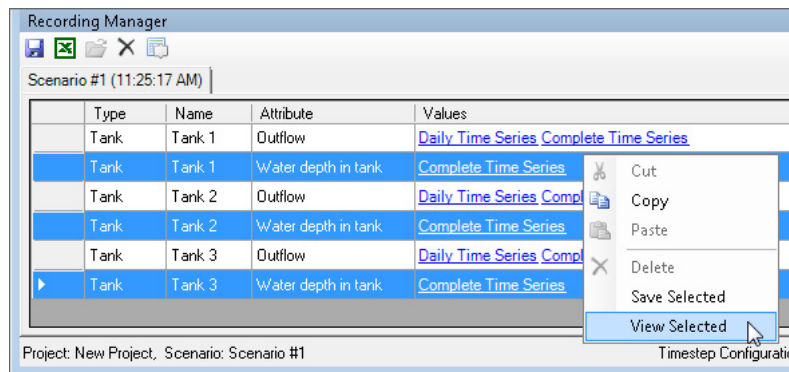 Recording Manager
Scenario #1 (11:25:17 AM)
Type Name Attribute Values
Tank Tank 1 Outflow Daily Time Series Complete Time Series
Tank Tank 1 Water depth in tank Complete Time Series
Tank Tank 2 Outflow Daily Time Series Compl
Tank Tank 2 Water depth in tank Complete Time Series
Tank Tank 3 Outflow Daily Time Series Compl
Tank Tank 3 Water depth in tank Complete Time Series
Cut
Copy
Paste
Delete
Save Selected
View Selected
Project: New Project, Scenario: Scenario #1 Timestep Configurati